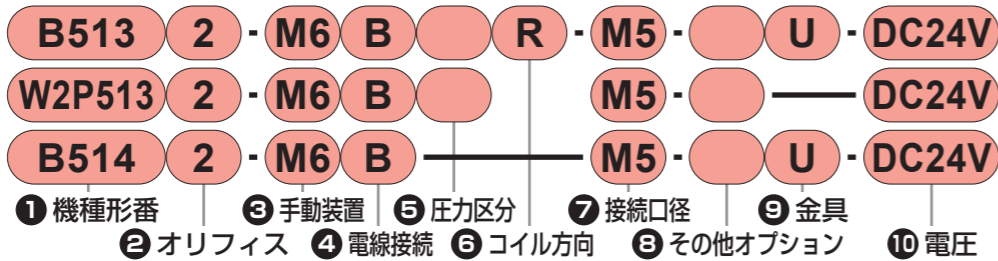 B513 2 - M6 B R - M5 - U - DC24V
W2P513 2 - M6 B M5 - DC24V
B514 2 - M6 B M5 - U - DC24V
❶ 機種形番 ❸ 手動装置 ❺ 圧力区分 ❼ 接続口径 ❾ 金具
❷ オリフィス ❹ 電線接続 ❻ コイル方向 ❽ その他オプション ❿ 電圧